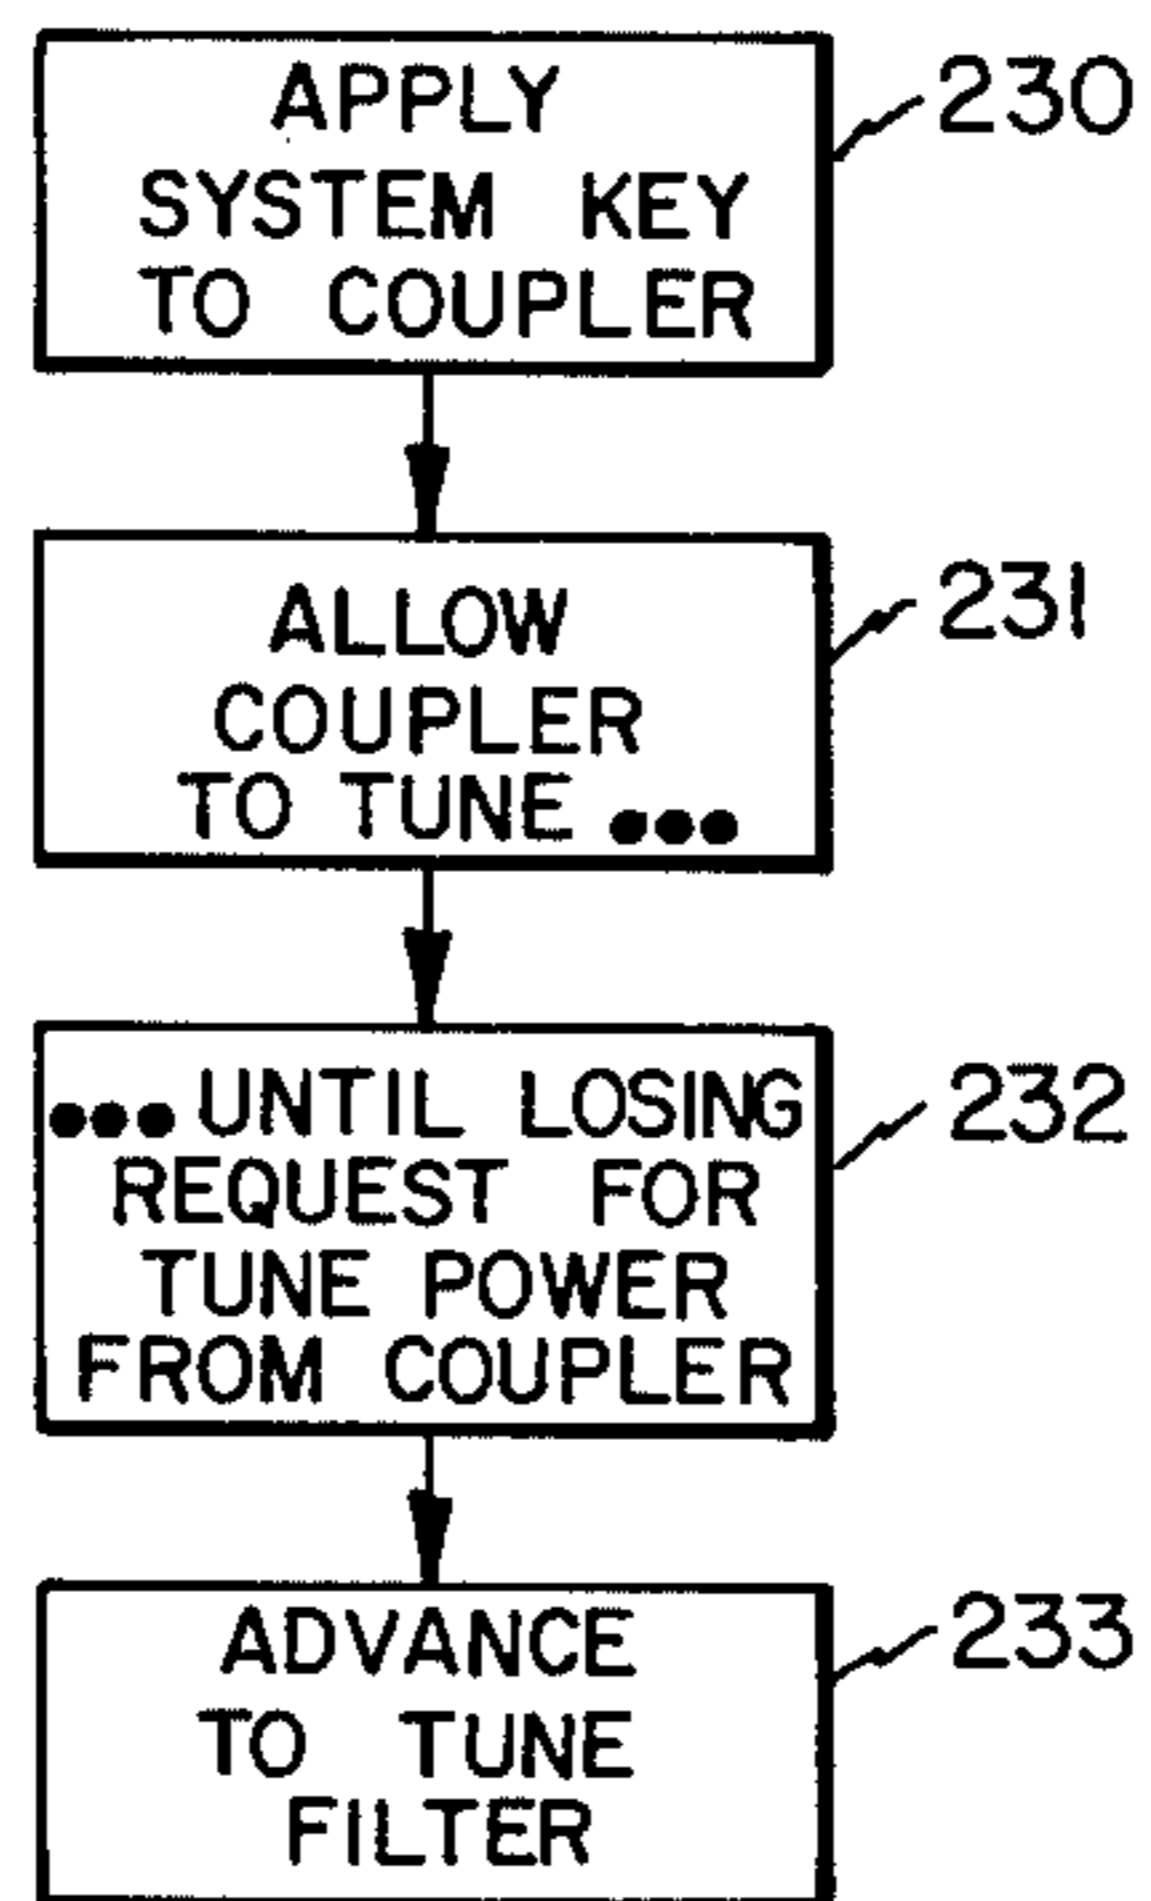 APPLY
SYSTEM KEY
TO COUPLER
230
ALLOW
COUPLER
TO TUNE •••
231
••• UNTIL LOSING
REQUEST FOR
TUNE POWER
FROM COUPLER
232
ADVANCE
TO TUNE
FILTER
233